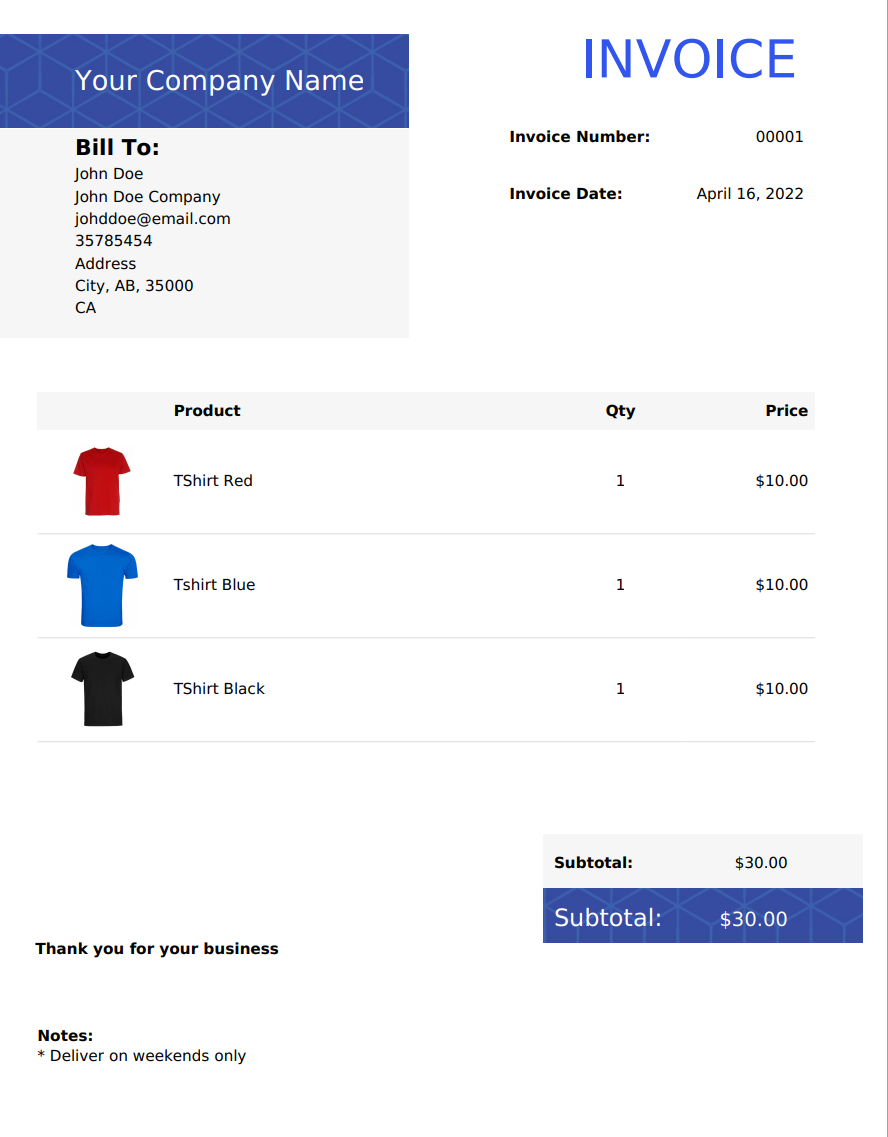 Your Company Name
INVOICE
Bill To:
John Doe
John Doe Company
johddoe@email.com
35785454
Address
City, AB, 35000
CA
Invoice Number: 00001
Invoice Date: April 16, 2022
Product Qty Price
TShirt Red 1 $10.00
Tshirt Blue 1 $10.00
TShirt Black 1 $10.00
Subtotal: $30.00
Subtotal: $30.00
Thank you for your business
Notes:
* Deliver on weekends only